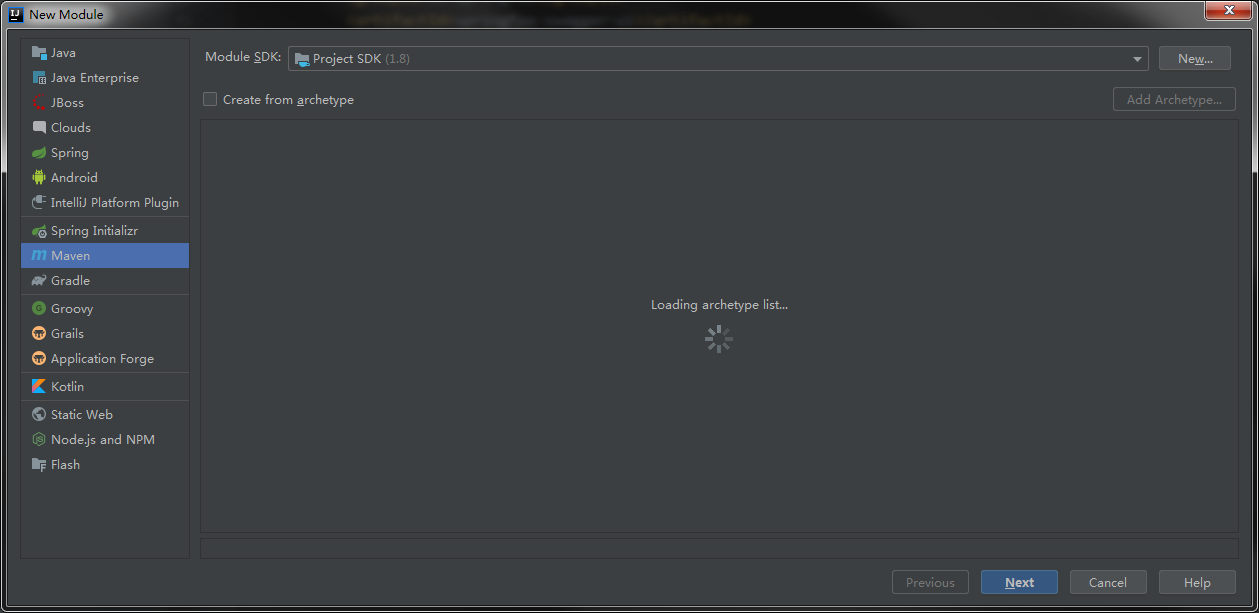 New Module
Java
Java Enterprise
JBoss
Clouds
Spring
Android
IntelliJ Platform Plugin
Spring Initializr
Maven
Gradle
Groovy
Grails
Application Forge
Kotlin
Static Web
Node.js and NPM
Flash
Module SDK: Project SDK (1.8) New...
Create from archetype Add Archetype...
Loading archetype list...
Previous Next Cancel Help